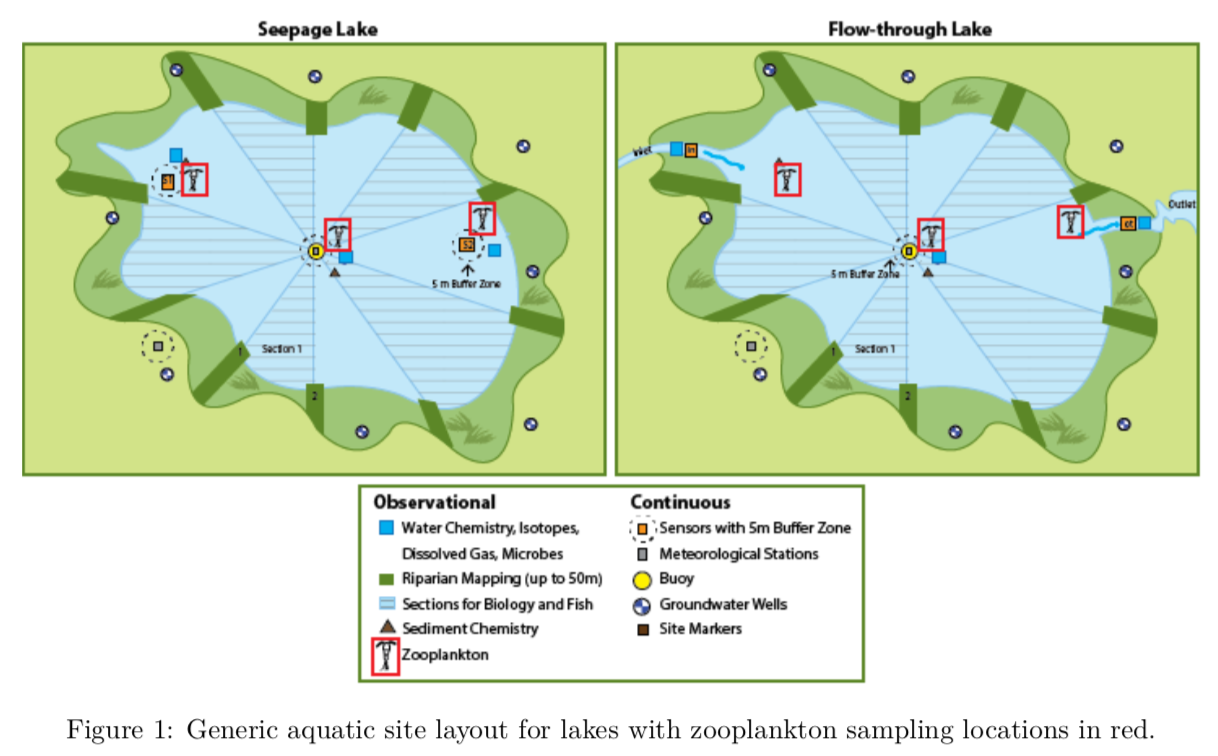 Seepage Lake
Flow-through Lake
S1
S2
5 m Buffer Zone
1
Section 1
2
Inlet
in
ot
Outlet
5 m Buffer Zone
1
Section 1
2
Observational
Water Chemistry, Isotopes,
Dissolved Gas, Microbes
Riparian Mapping (up to 50m)
Sections for Biology and Fish
Sediment Chemistry
Zooplankton
Continuous
Sensors with 5m Buffer Zone
Meteorological Stations
Buoy
Groundwater Wells
Site Markers
Figure 1: Generic aquatic site layout for lakes with zooplankton sampling locations in red.